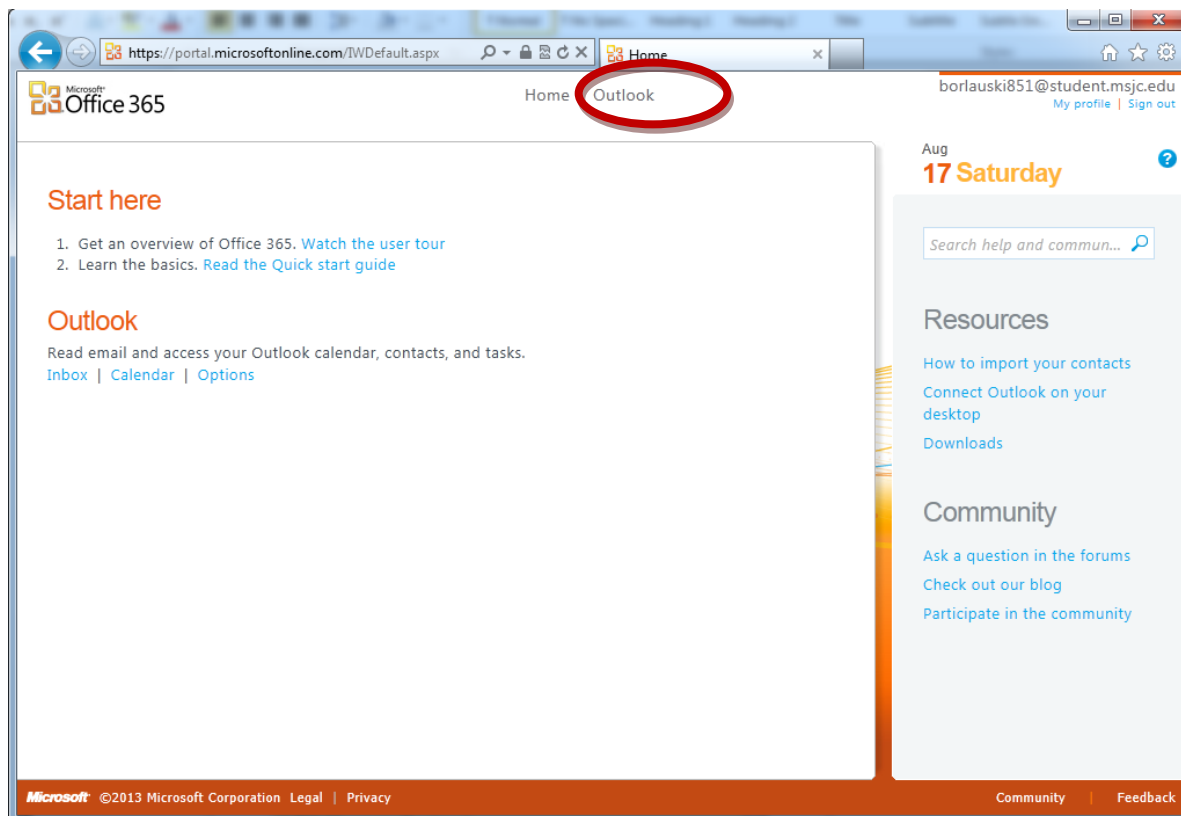 https://portal.microsoftonline.com/IWDefault.aspx
Home
Microsoft
Office 365
Home Outlook
borlauski851@student.msjc.edu
My profile | Sign out
Aug
17 Saturday
Start here
1. Get an overview of Office 365. Watch the user tour
2. Learn the basics. Read the Quick start guide
Outlook
Read email and access your Outlook calendar, contacts, and tasks.
Inbox | Calendar | Options
Search help and commun...
Resources
How to import your contacts
Connect Outlook on your
desktop
Downloads
Community
Ask a question in the forums
Check out our blog
Participate in the community
Microsoft ©2013 Microsoft Corporation Legal | Privacy
Community | Feedback